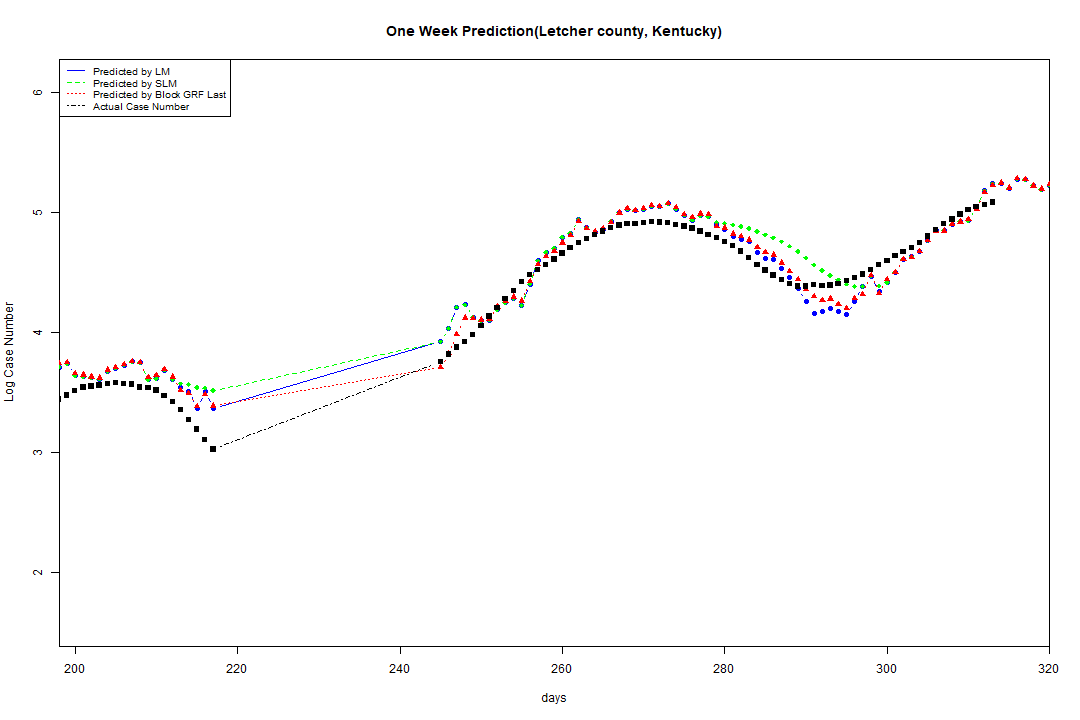 One Week Prediction(Letcher county, Kentucky)
Predicted by LM
Predicted by SLM
Predicted by Block GRF Last
Actual Case Number
6
5
4
3
2
Log Case Number
200 220 240 260 280 300 320
days